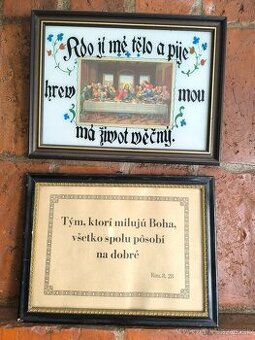 Kdo jí mé tělo a pije
krew mou
má život wěčný.
Tým, ktorí milujú Boha,
všetko spolu pôsobí
na dobré
Rim. 8, 28